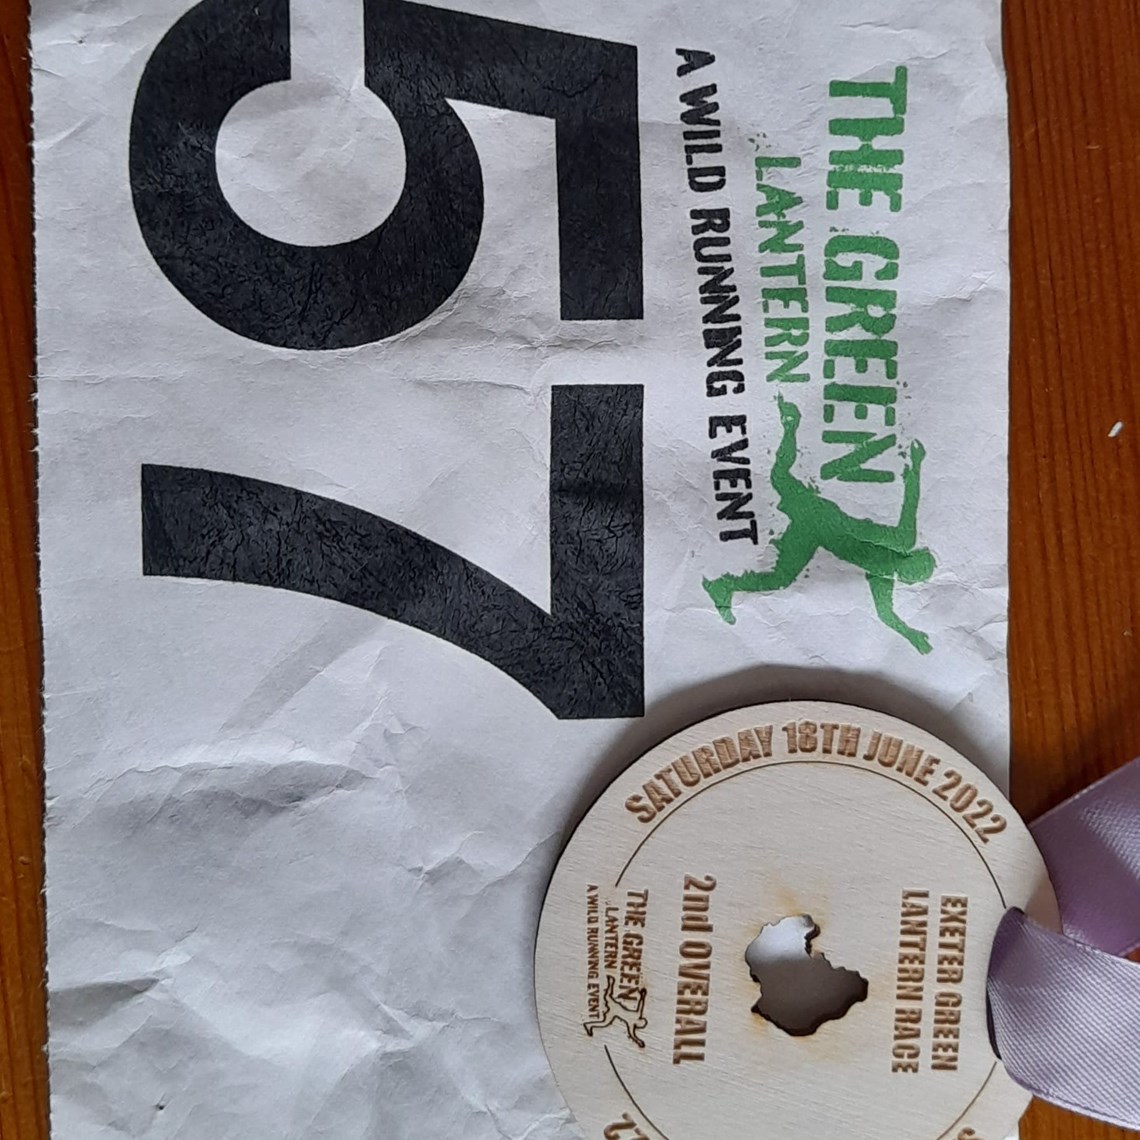 THE GREEN
LANTERN
A WILD RUNNING EVENT
57
SATURDAY 18TH JUNE 2022
EXETER GREEN
LANTERN RACE
2nd OVERALL
THE GREEN
LANTERN
A WILD RUNNING EVENT